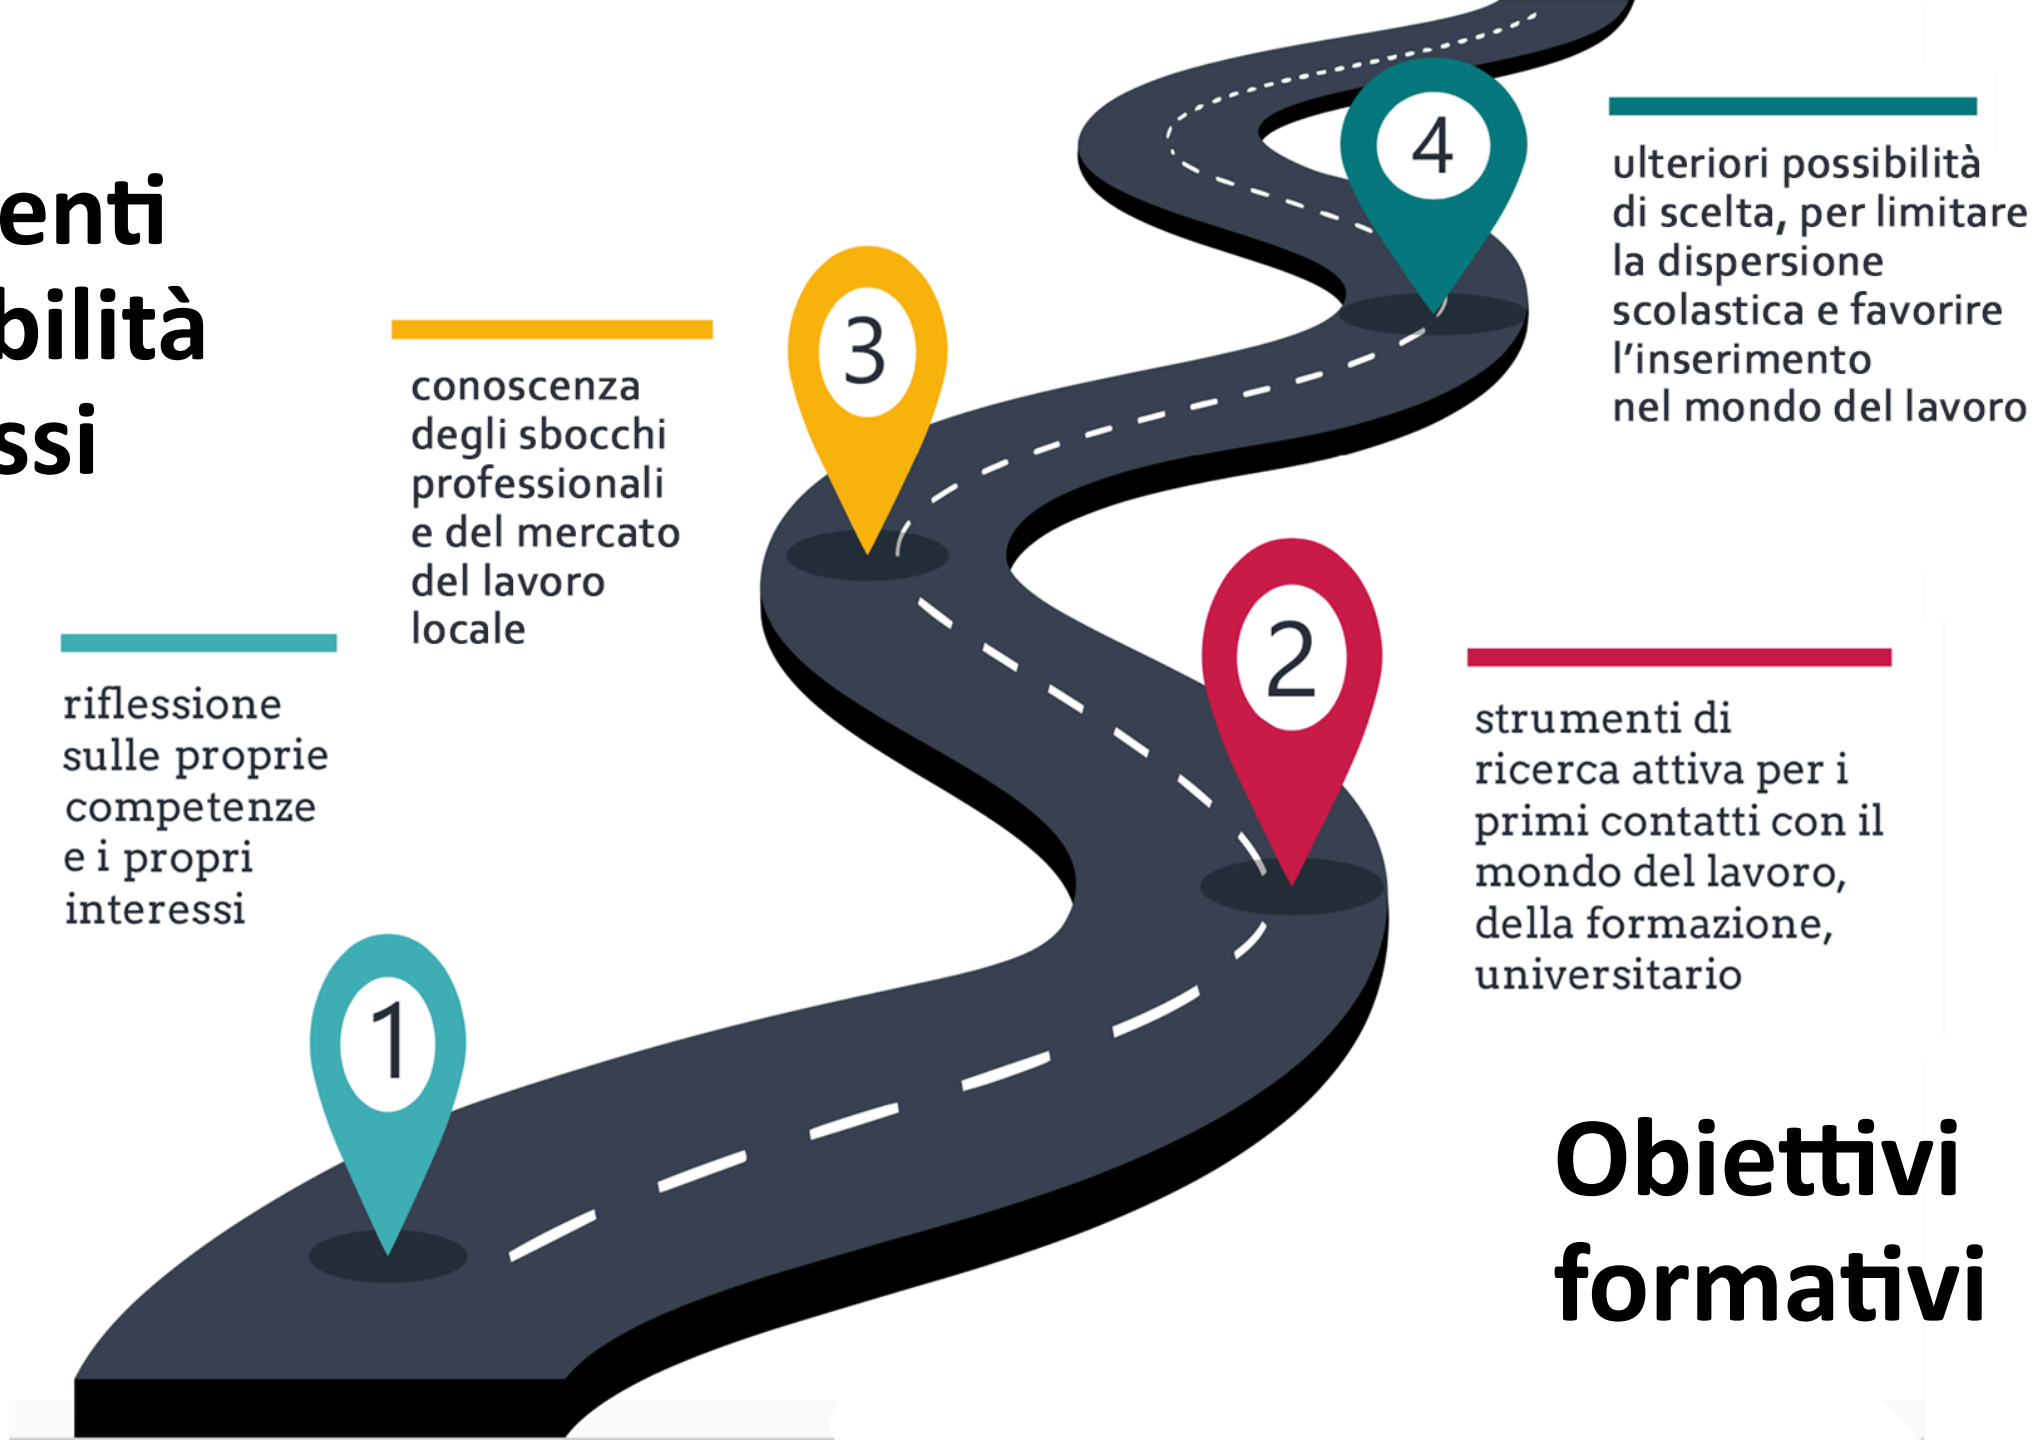 enti
bilità
ssi
1
riflessione
sulle proprie
competenze
e i propri
interessi
2
strumenti di
ricerca attiva per i
primi contatti con il
mondo del lavoro,
della formazione,
universitario
3
conoscenza
degli sbocchi
professionali
e del mercato
del lavoro
locale
4
ulteriori possibilità
di scelta, per limitare
la dispersione
scolastica e favorire
l’inserimento
nel mondo del lavoro
Obiettivi
formativi